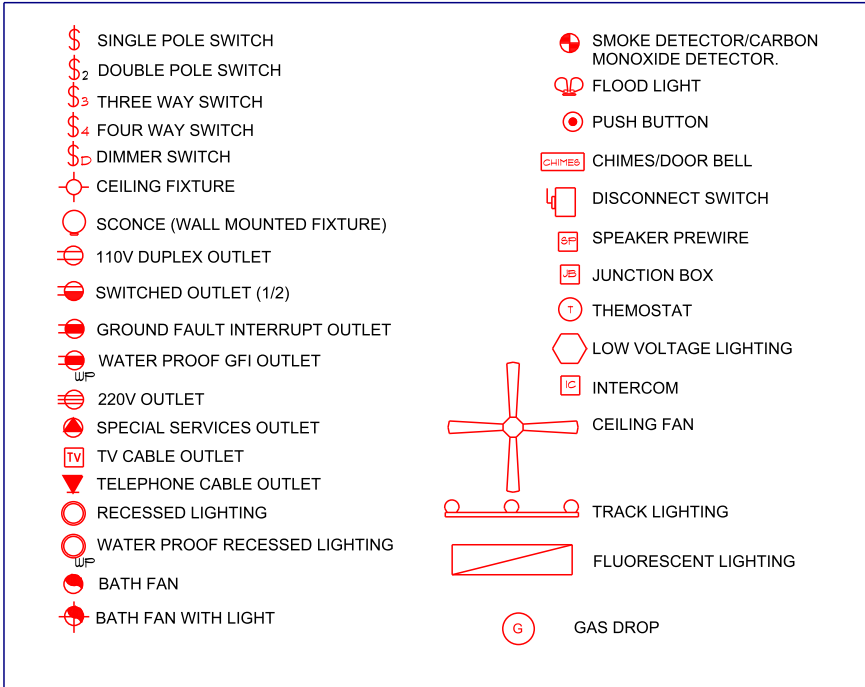 $ SINGLE POLE SWITCH
$2 DOUBLE POLE SWITCH
$3 THREE WAY SWITCH
$4 FOUR WAY SWITCH
$D DIMMER SWITCH
CEILING FIXTURE
SCONCE (WALL MOUNTED FIXTURE)
110V DUPLEX OUTLET
SWITCHED OUTLET (1/2)
GROUND FAULT INTERRUPT OUTLET
WATER PROOF GFI OUTLET
WP
220V OUTLET
SPECIAL SERVICES OUTLET
TV TV CABLE OUTLET
TELEPHONE CABLE OUTLET
RECESSED LIGHTING
WATER PROOF RECESSED LIGHTING
WP
BATH FAN
BATH FAN WITH LIGHT
SMOKE DETECTOR/CARBON
MONOXIDE DETECTOR.
FLOOD LIGHT
PUSH BUTTON
CHIMES CHIMES/DOOR BELL
DISCONNECT SWITCH
SP SPEAKER PREWIRE
JB JUNCTION BOX
T THEMOSTAT
LOW VOLTAGE LIGHTING
IC INTERCOM
CEILING FAN
TRACK LIGHTING
FLUORESCENT LIGHTING
G GAS DROP